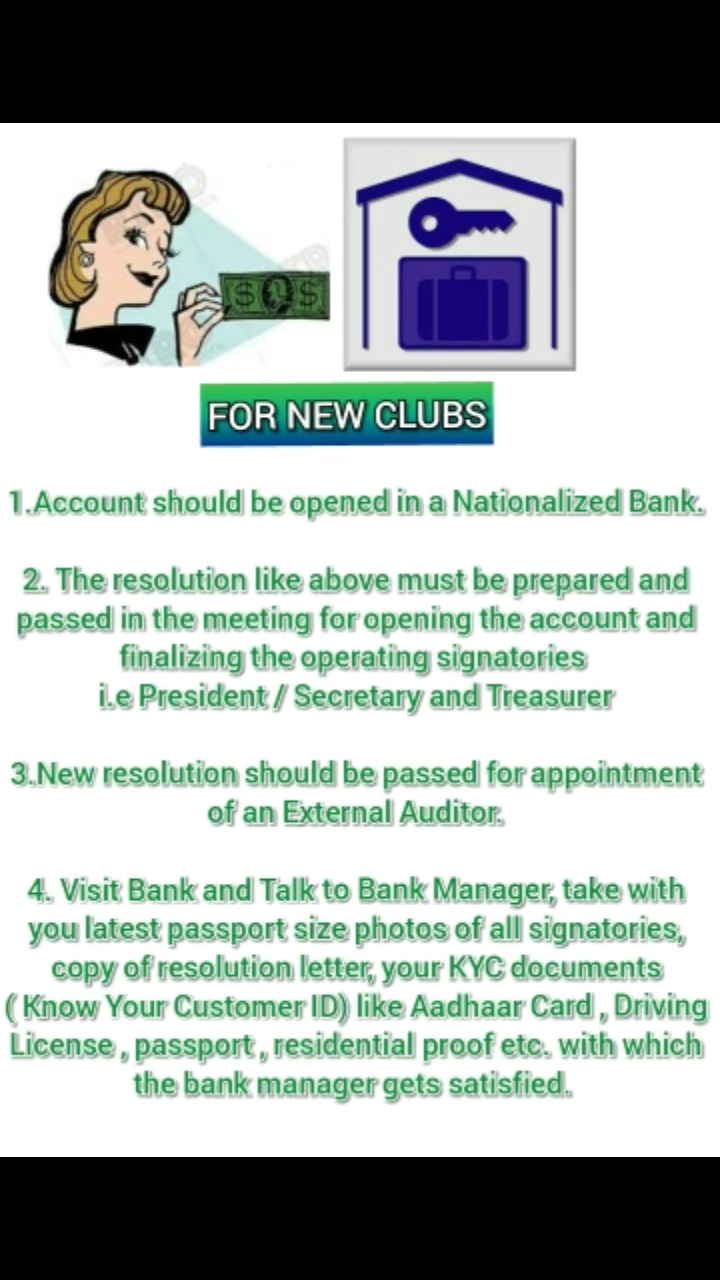 $ $
FOR NEW CLUBS
1.Account should be opened in a Nationalized Bank.
2. The resolution like above must be prepared and
passed in the meeting for opening the account and
finalizing the operating signatories
i.e President / Secretary and Treasurer
3.New resolution should be passed for appointment
of an External Auditor.
4. Visit Bank and Talk to Bank Manager, take with
you latest passport size photos of all signatories,
copy of resolution letter, your KYC documents
( Know Your Customer ID) like Aadhaar Card , Driving
License , passport , residential proof etc. with which
the bank manager gets satisfied.